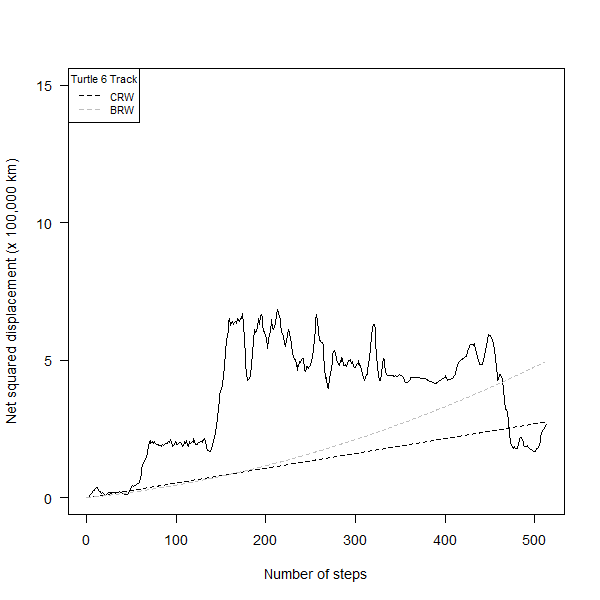 Turtle 6 Track
CRW
BRW
15
10
5
0
Net squared displacement (x 100,000 km)
0 100 200 300 400 500
Number of steps